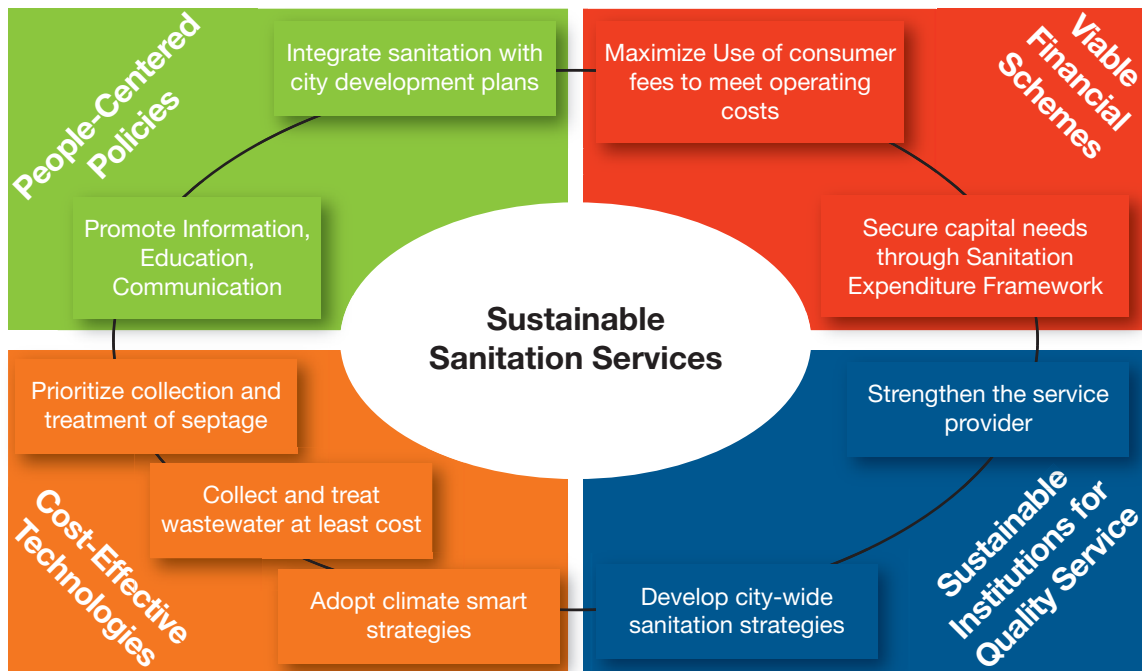 People-Centered
Policies
Integrate sanitation with
city development plans
Promote Information,
Education,
Communication
Maximize Use of consumer
fees to meet operating
costs
Viable
Financial
Schemes
Secure capital needs
through Sanitation
Expenditure Framework
Sustainable
Sanitation Services
Prioritize collection and
treatment of septage
Collect and treat
wastewater at least cost
Adopt climate smart
strategies
Cost-Effective
Technologies
Strengthen the service
provider
Develop city-wide
sanitation strategies
Sustainable
Institutions for
Quality Service